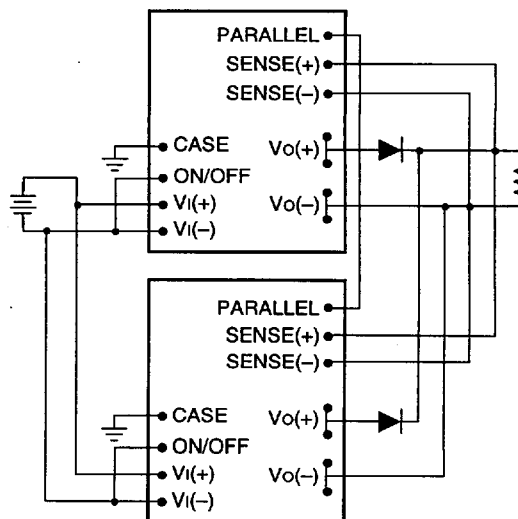 PARALLEL
SENSE(+)
SENSE(–)
CASE
VO(+)
ON/OFF
VI(+)
VO(–)
VI(–)
PARALLEL
SENSE(+)
SENSE(–)
CASE
VO(+)
ON/OFF
VI(+)
VO(–)
VI(–)